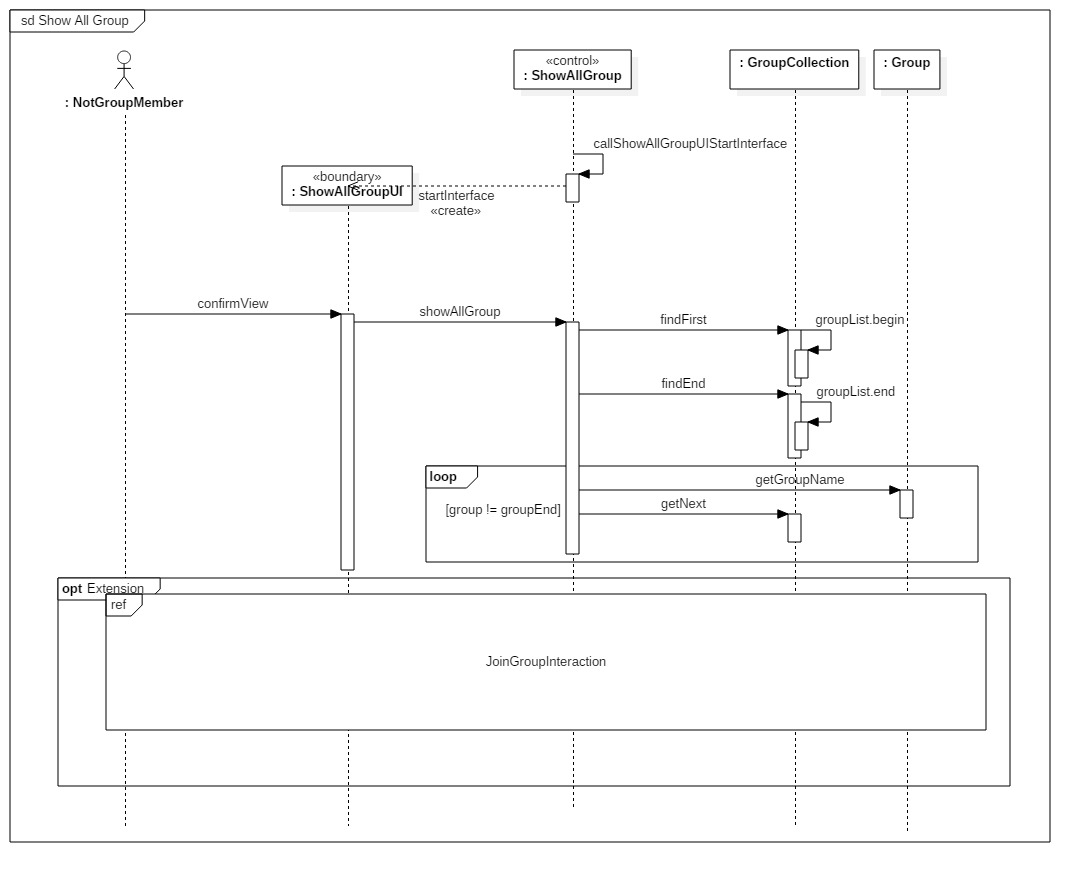 sd Show All Group
«control»
: ShowAllGroup
: GroupCollection
: Group
: NotGroupMember
callShowAllGroupUIStartInterface
«boundary»
: ShowAllGroupUI
startInterface
«create»
confirmView
showAllGroup
findFirst
groupList.begin
findEnd
groupList.end
loop
getGroupName
[group != groupEnd]
getNext
opt Extension
ref
JoinGroupInteraction